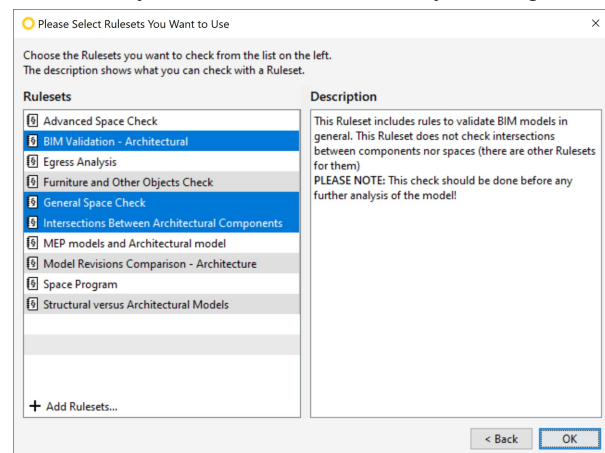 Please Select Rulesets You Want to Use
Choose the Rulesets you want to check from the list on the left.
The description shows what you can check with a Ruleset.
Rulesets
Advanced Space Check
BIM Validation - Architectural
Egress Analysis
Furniture and Other Objects Check
General Space Check
Intersections Between Architectural Components
MEP models and Architectural model
Model Revisions Comparison - Architecture
Space Program
Structural versus Architectural Models
+ Add Rulesets...
Description
This Ruleset includes rules to validate BIM models in
general. This Ruleset does not check intersections
between components nor spaces (there are other Rulesets
for them)
PLEASE NOTE: This check should be done before any
further analysis of the model!
< Back
OK